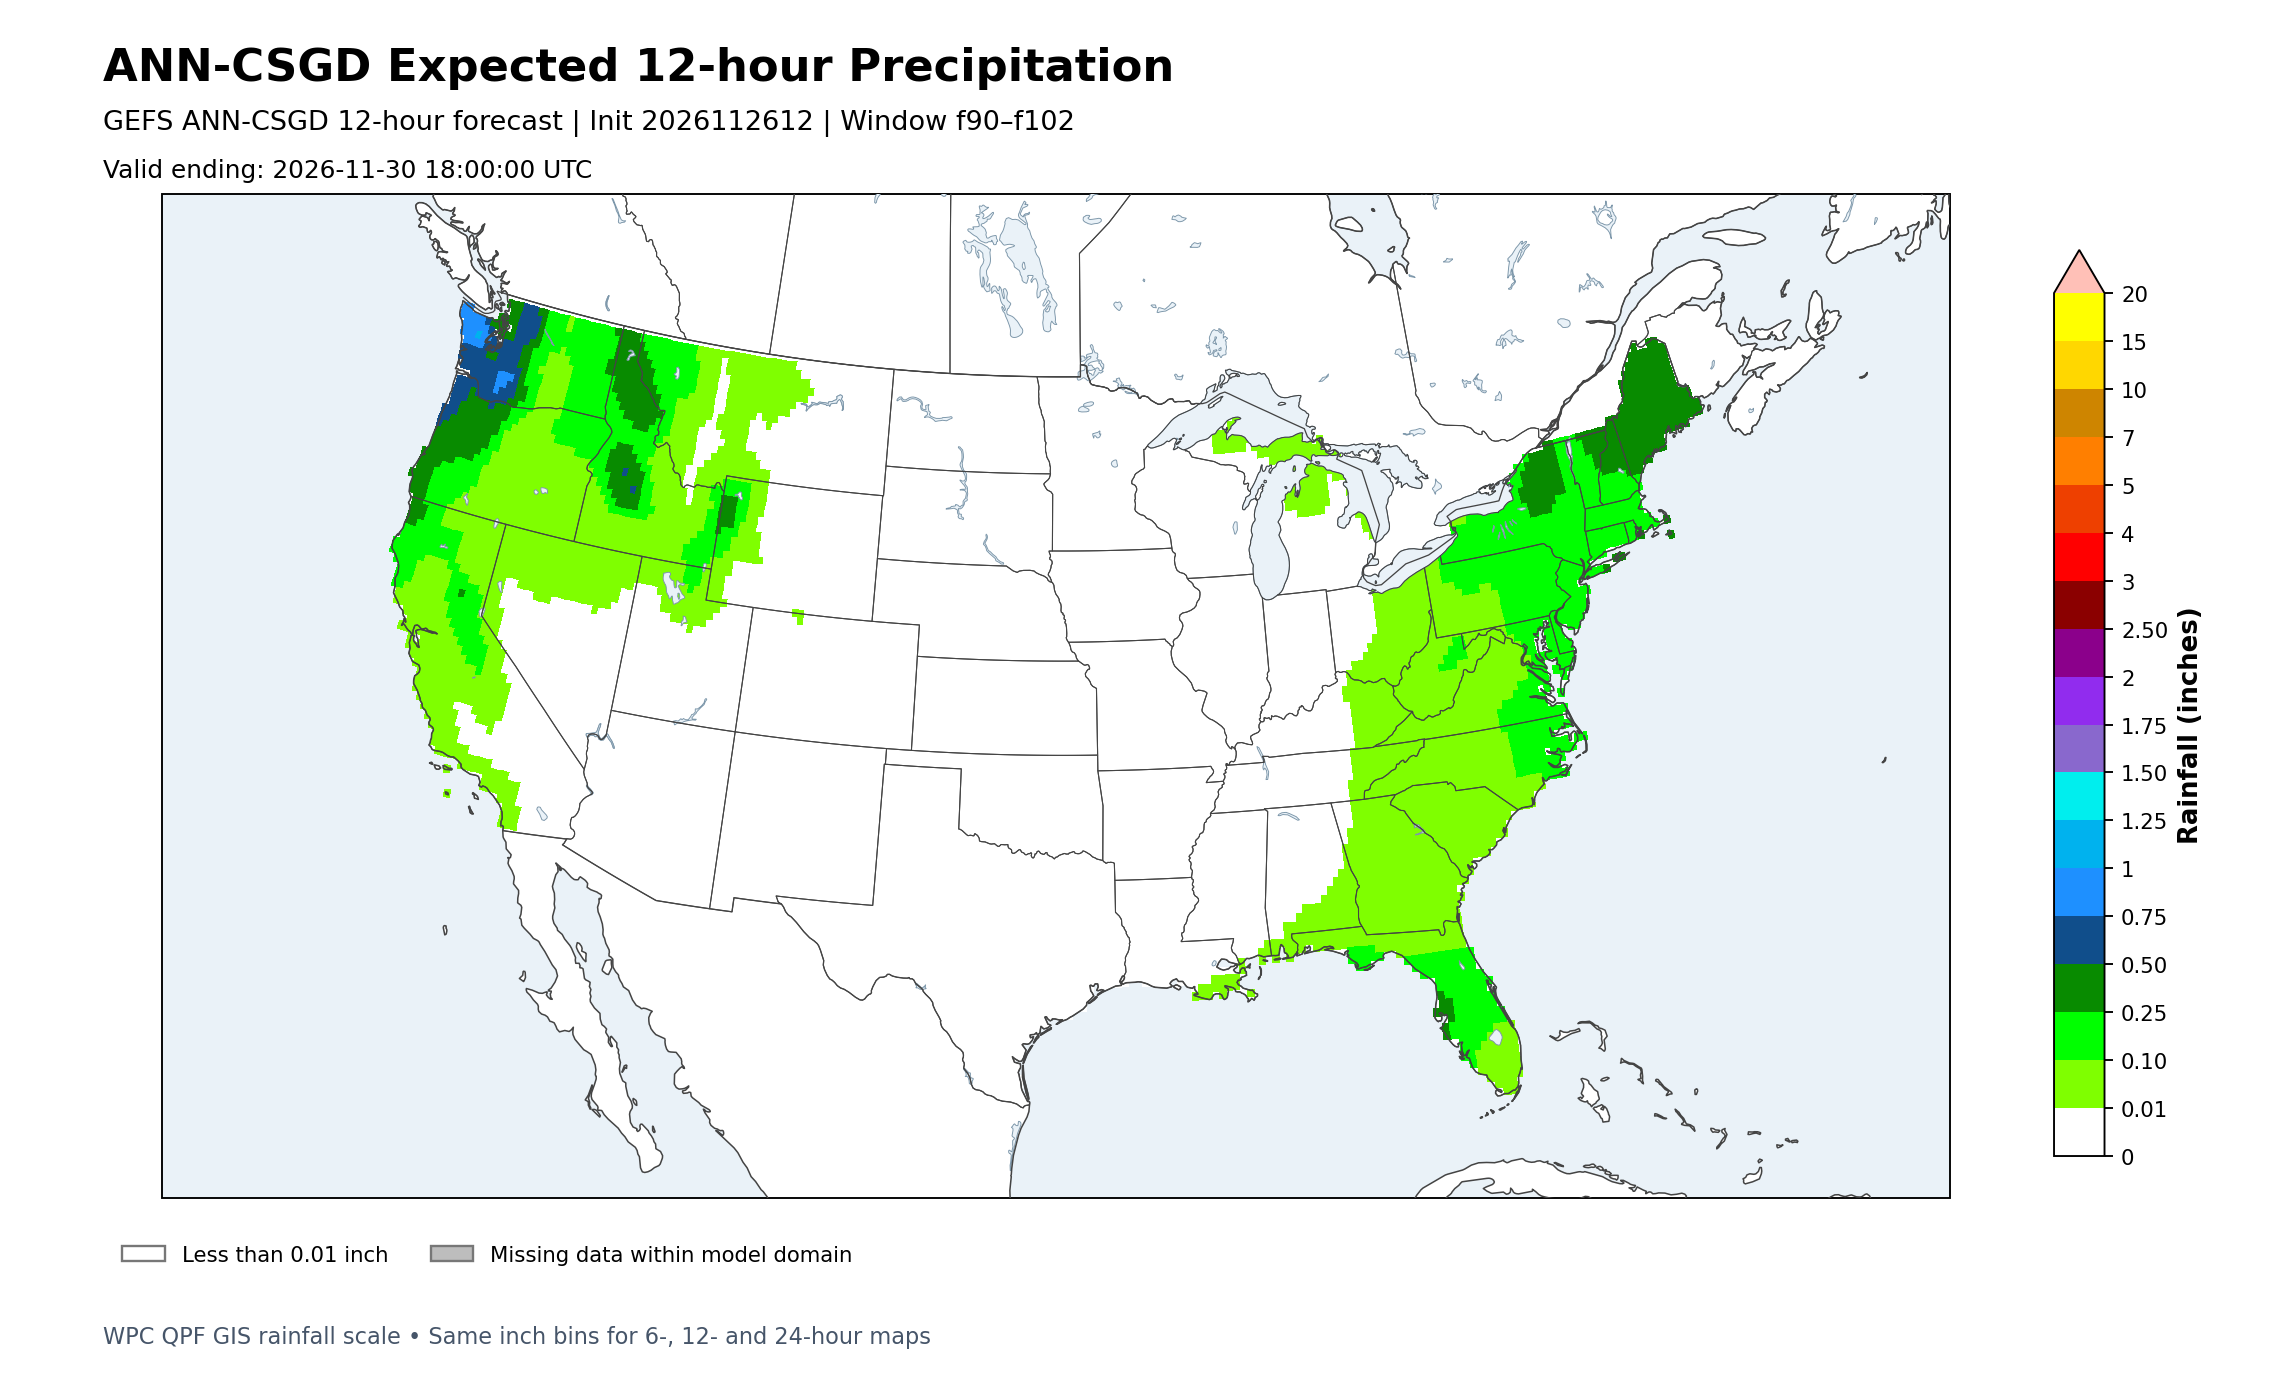 ANN-CSGD Expected 12-hour Precipitation
GEFS ANN-CSGD 12-hour forecast | Init 2026112612 | Window f90–f102
Valid ending: 2026-11-30 18:00:00 UTC
20
15
10
7
5
4
3
2.50
2
1.75
1.50
1.25
1
0.75
0.50
0.25
0.10
0.01
0
Rainfall (inches)
Less than 0.01 inch
Missing data within model domain
WPC QPF GIS rainfall scale • Same inch bins for 6-, 12- and 24-hour maps